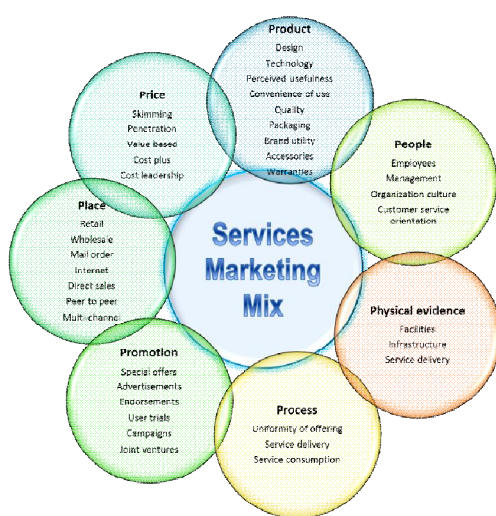 Product
Design
Technology
Perceived usefulness
Convenience of use
Quality
Packaging
Brand utility
Accessories
Warranties
Price
Skimming
Penetration
Value based
Cost plus
Cost leadership
People
Employees
Management
Organization culture
Customer service
orientation
Place
Retail
Wholesale
Mail order
Internet
Direct sales
Peer to peer
Multi-channel
Services
Marketing
Mix
Physical evidence
Facilities
Infrastructure
Service delivery
Promotion
Special offers
Advertisements
Endorsements
User trials
Campaigns
Joint ventures
Process
Uniformity of offering
Service delivery
Service consumption